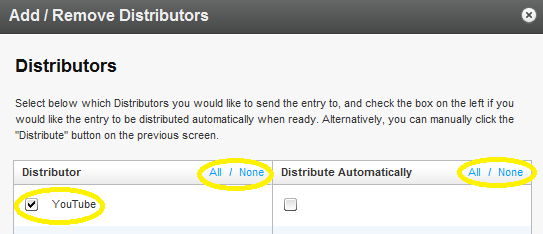 Add / Remove Distributors
Distributors
Select below which Distributors you would like to send the entry to, and check the box on the left if you
would like the entry to be distributed automatically when ready. Alternatively, you can manually click the
"Distribute" button on the previous screen.
Distributor All / None Distribute Automatically All / None
YouTube